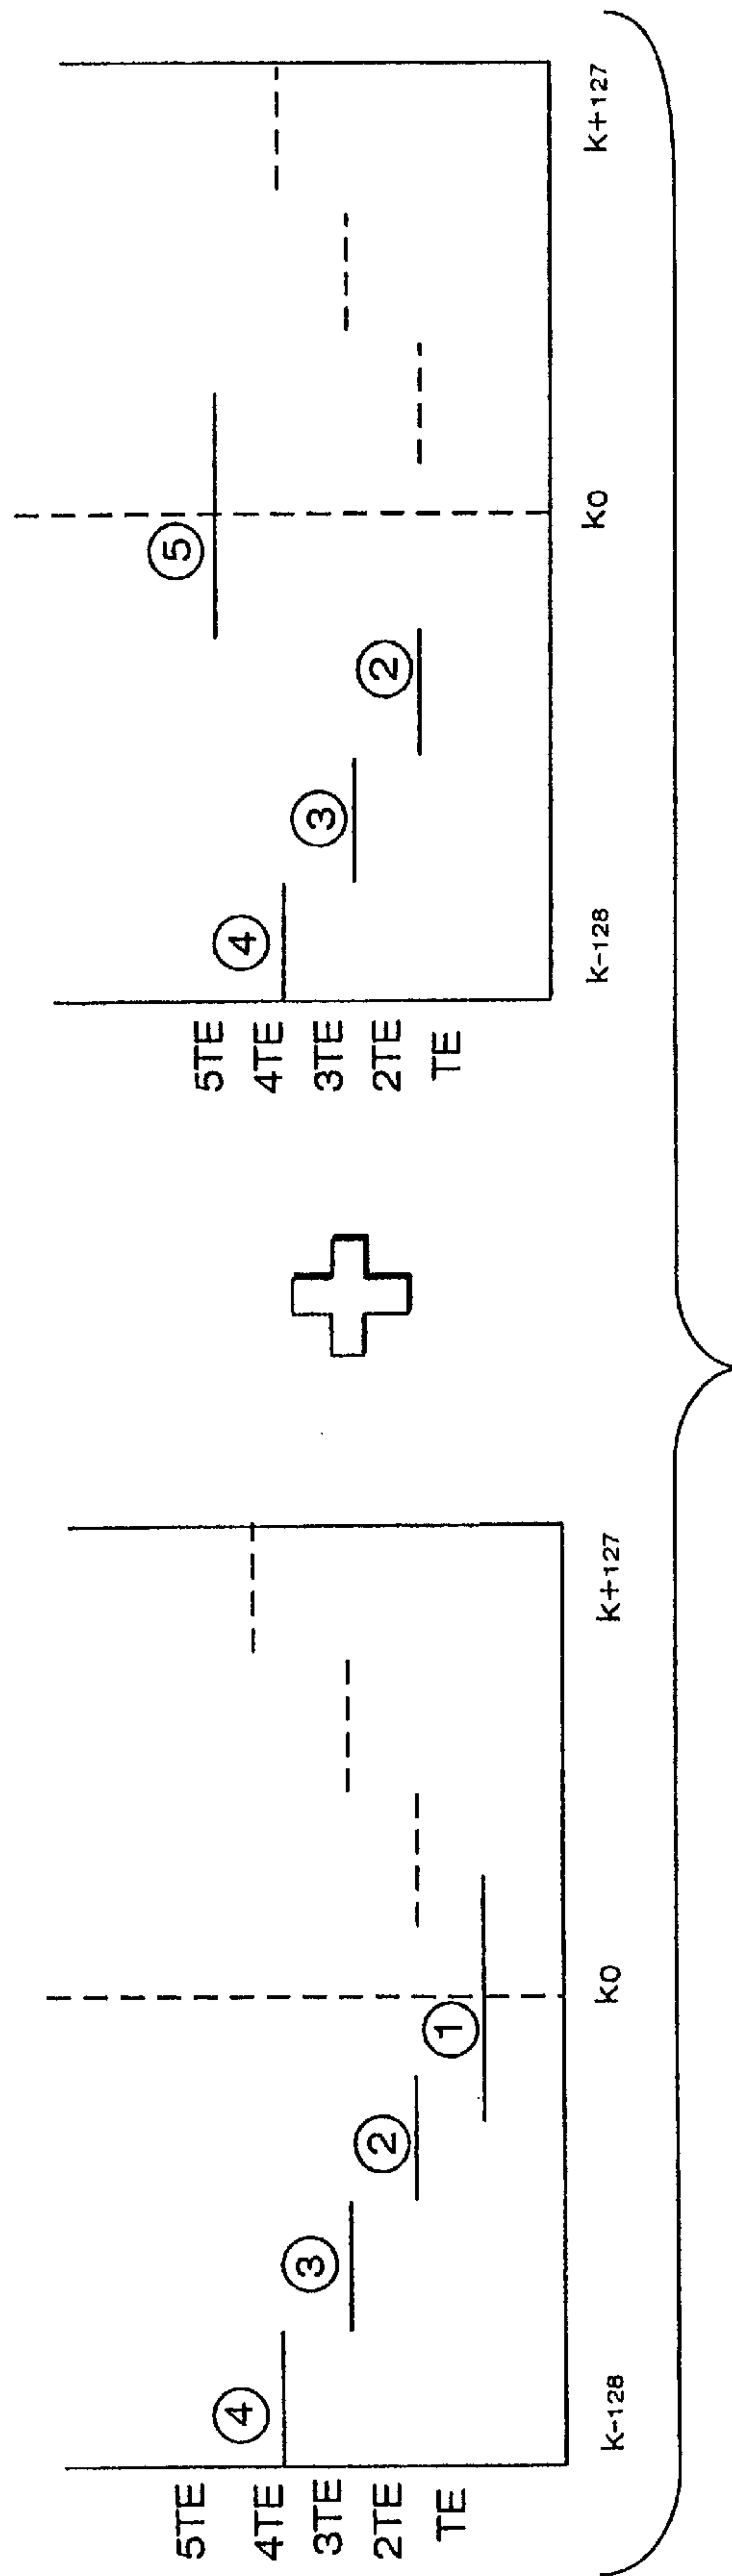 5TE
4TE
3TE
2TE
TE
④
③
②
①
K-128
K0
K+127
5TE
4TE
3TE
2TE
TE
④
③
②
⑤
K-128
K0
K+127